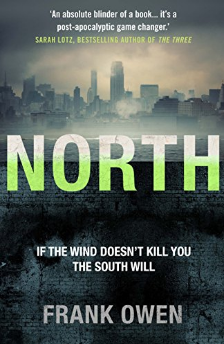 'An absolute blinder of a book... it's a
post-apocalyptic game changer.'
SARAH LOTZ, BESTSELLING AUTHOR OF THE THREE
NORTH
IF THE WIND DOESN'T KILL YOU
THE SOUTH WILL
FRANK OWEN